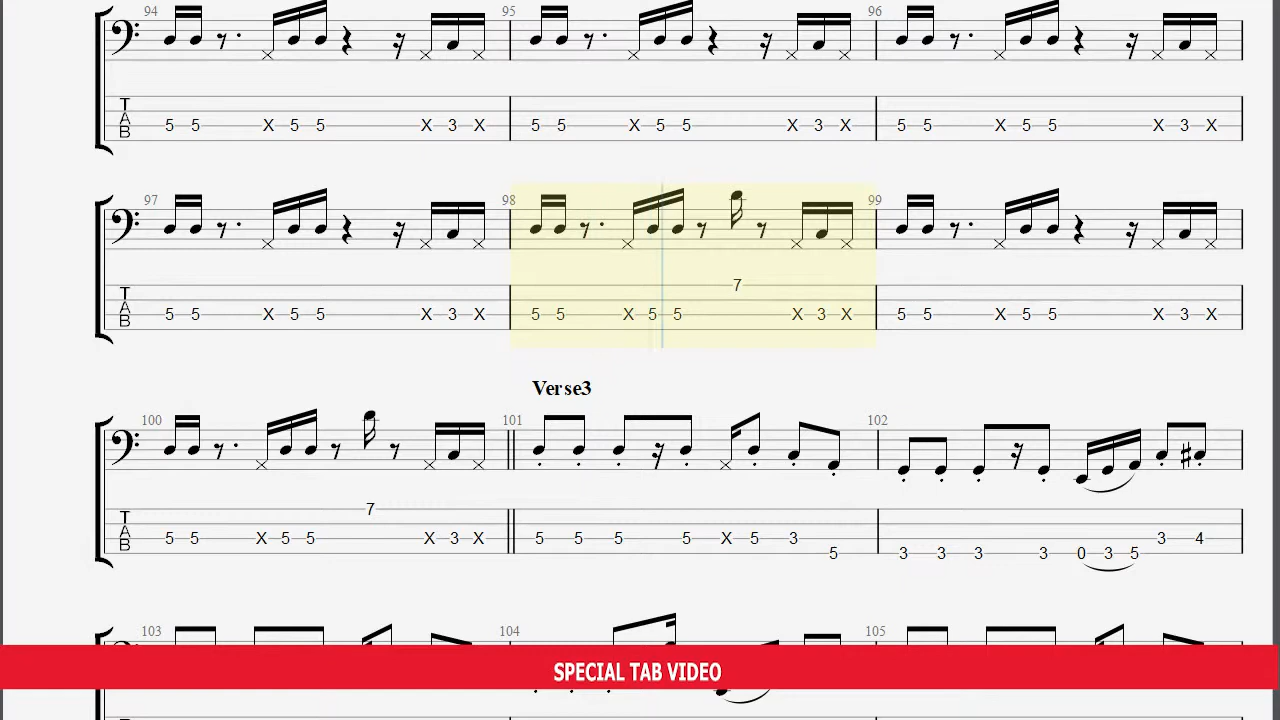 94 95 96
T
A
B
5 5 X 5 5 X 3 X 5 5 X 5 5 X 3 X 5 5 X 5 5 X 3 X
97 98 99
7
T
A
B
5 5 X 5 5 X 3 X 5 5 X 5 5 X 3 X 5 5 X 5 5 X 3 X
Verse3
100 101 102
7
T
A
B
5 5 X 5 5 X 3 X 5 5 5 5 X 5 3 3 4
5 3 3 3 3 0 3 5
103 104 105
SPECIAL TAB VIDEO